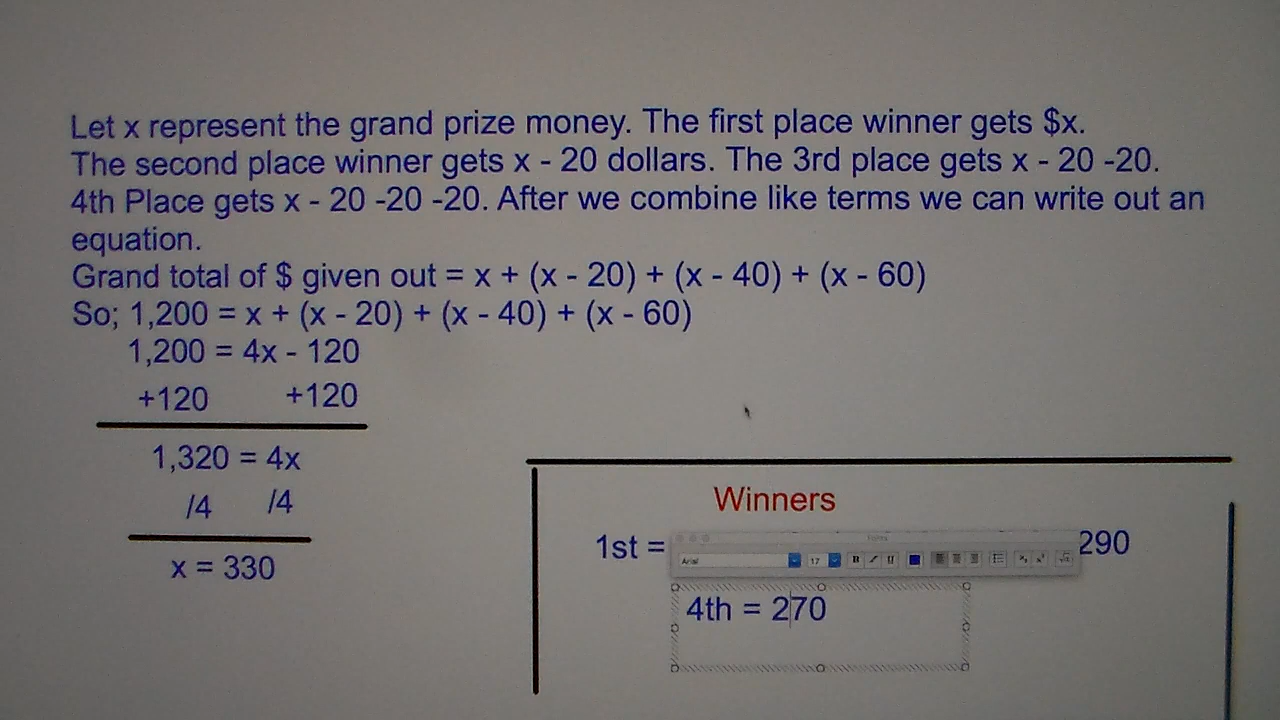 Let x represent the grand prize money. The first place winner gets $x.
The second place winner gets x - 20 dollars. The 3rd place gets x - 20 -20.
4th Place gets x - 20 -20 -20. After we combine like terms we can write out an
equation.
Grand total of $ given out = x + (x - 20) + (x - 40) + (x - 60)
So; 1,200 = x + (x - 20) + (x - 40) + (x - 60)
1,200 = 4x - 120
+120 +120
1,320 = 4x
/4 /4
x = 330
Winners
1st = 290
Arial 17 B I U
4th = 270